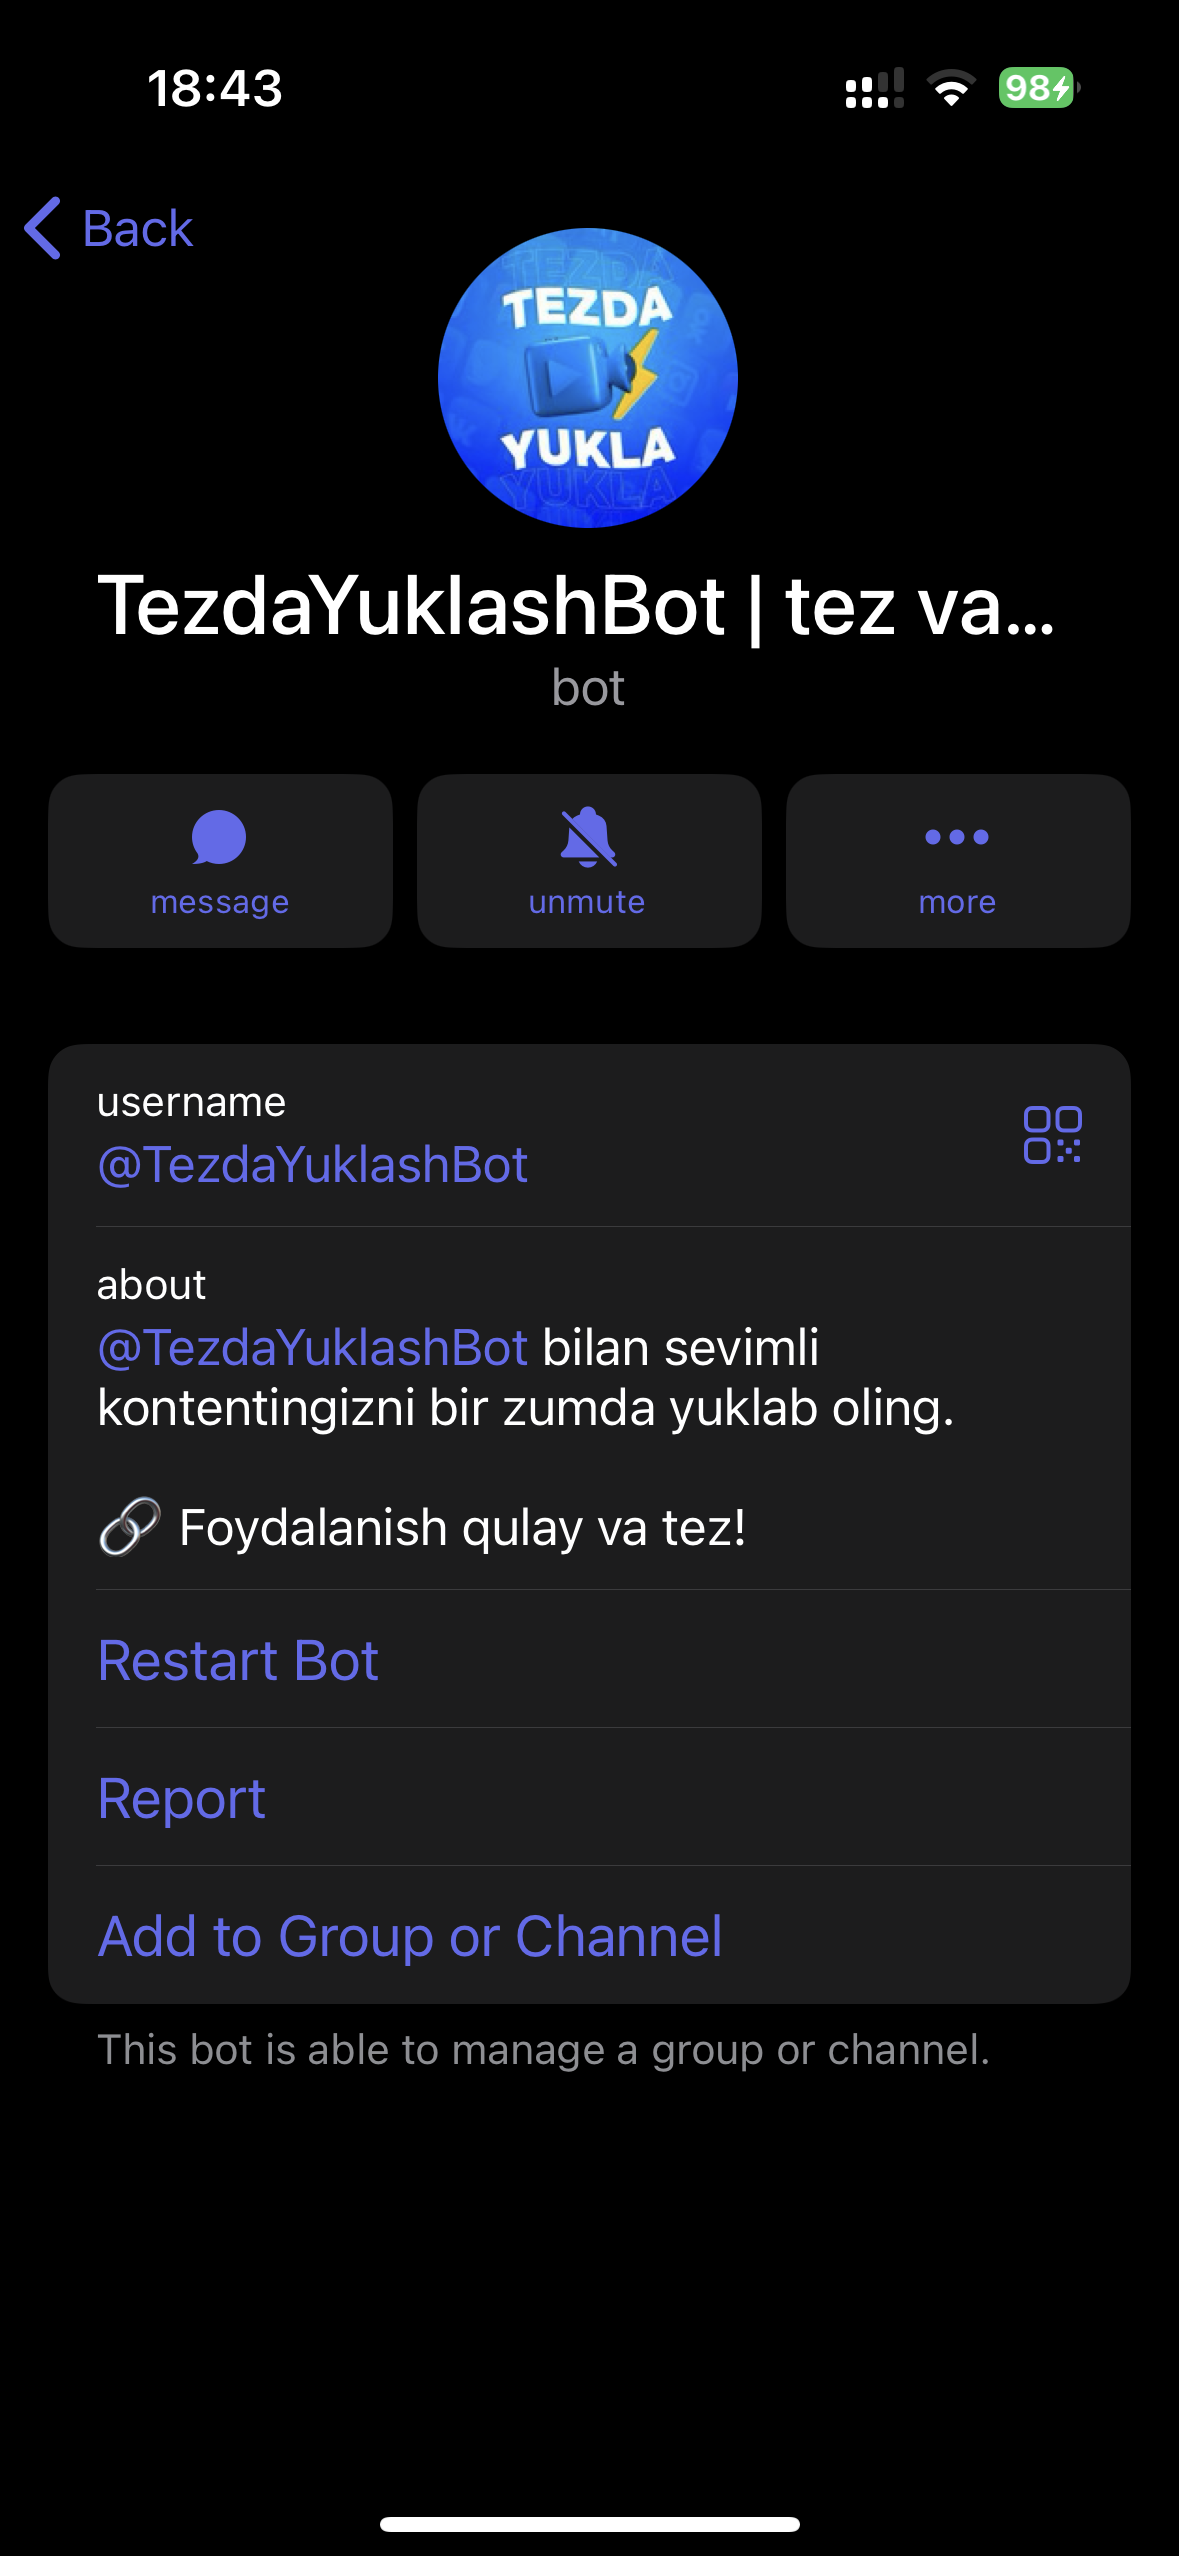 18:43
98
Back
TEZDA
TEZDA
YUKLA
YUKLA
TezdaYuklashBot | tez va...
bot
message
unmute
more
username
@TezdaYuklashBot
about
@TezdaYuklashBot bilan sevimli
kontentingizni bir zumda yuklab oling.
Foydalanish qulay va tez!
Restart Bot
Report
Add to Group or Channel
This bot is able to manage a group or channel.